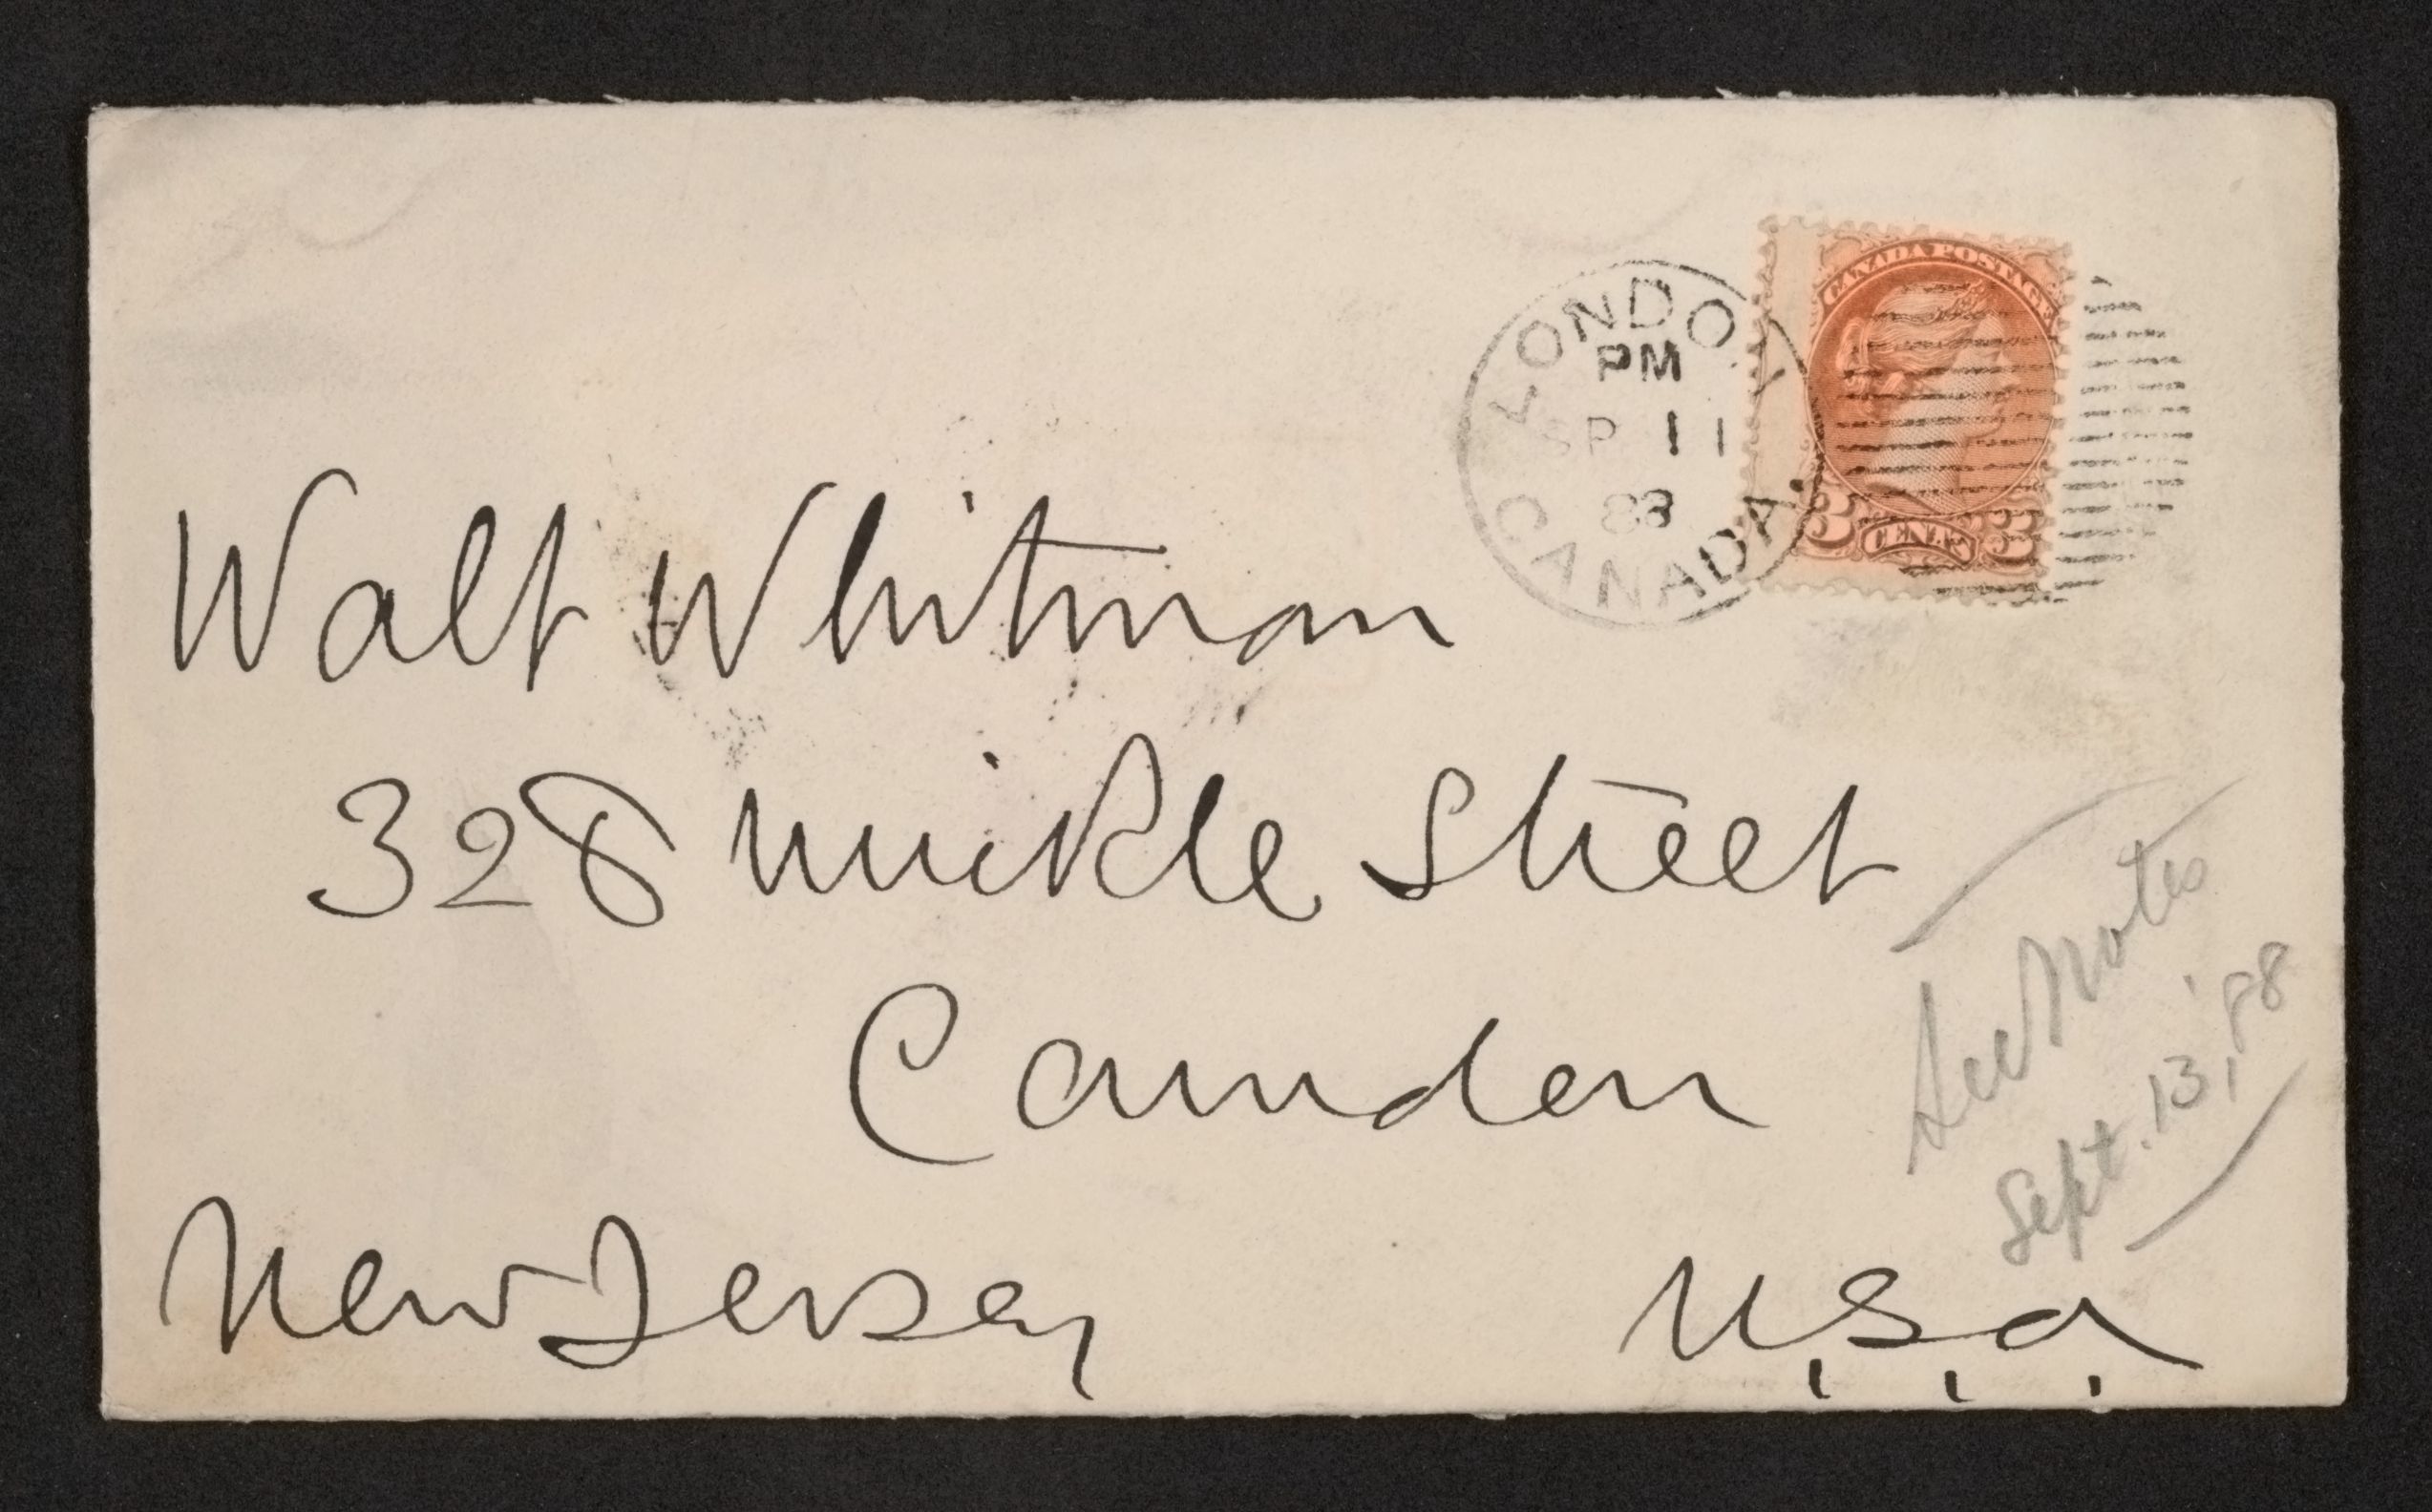 LONDON
PM
SP 11
88
CANADA.
CANADA POSTAGE
3 CENTS 3
Walt Whitman
328 Mickle Street
Camden
New Jersey
U.S.A.
See Notes
Sept. 13, '88